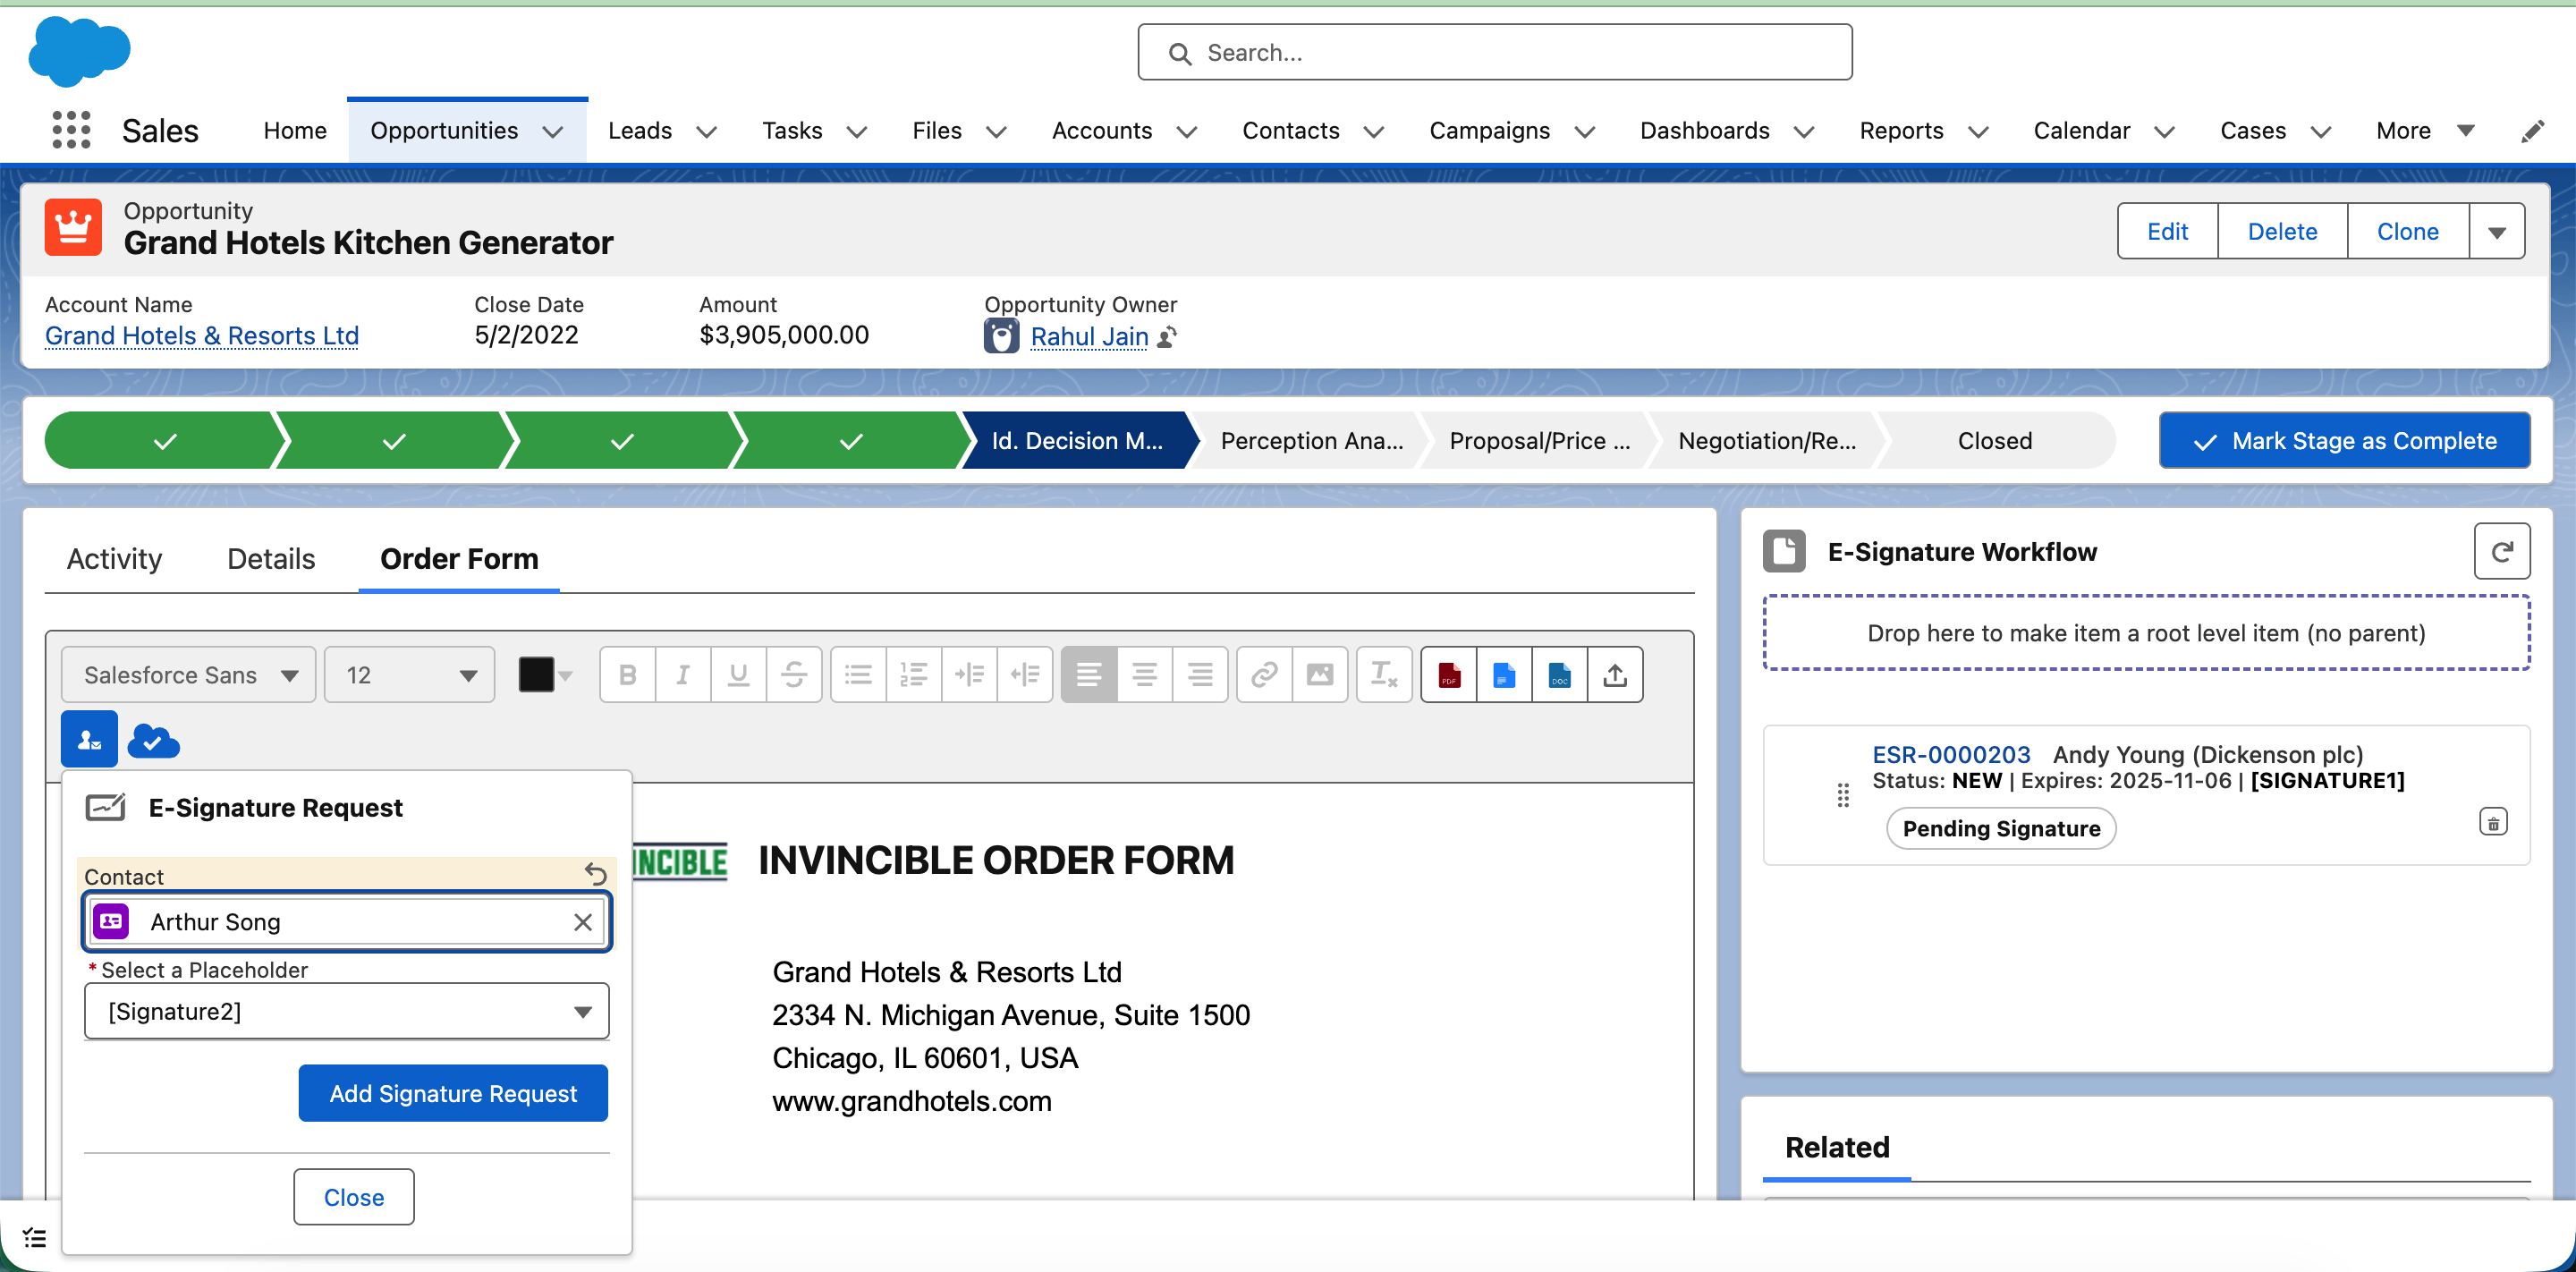 Search...
Sales
Home
Opportunities
Leads
Tasks
Files
Accounts
Contacts
Campaigns
Dashboards
Reports
Calendar
Cases
More
Opportunity
Grand Hotels Kitchen Generator
Edit
Delete
Clone
Account Name
Close Date
Amount
Opportunity Owner
Grand Hotels & Resorts Ltd
5/2/2022
$3,905,000.00
Rahul Jain
Id. Decision M...
Perception Ana...
Proposal/Price ...
Negotiation/Re...
Closed
Mark Stage as Complete
Activity
Details
Order Form
Salesforce Sans
12
B
I
U
S
PDF
DOC
E-Signature Request
Contact
Arthur Song
* Select a Placeholder
[Signature2]
Add Signature Request
Close
NCIBLE
INVINCIBLE ORDER FORM
Grand Hotels & Resorts Ltd
2334 N. Michigan Avenue, Suite 1500
Chicago, IL 60601, USA
www.grandhotels.com
E-Signature Workflow
Drop here to make item a root level item (no parent)
ESR-0000203 Andy Young (Dickenson plc)
Status: NEW | Expires: 2025-11-06 | [SIGNATURE1]
Pending Signature
Related